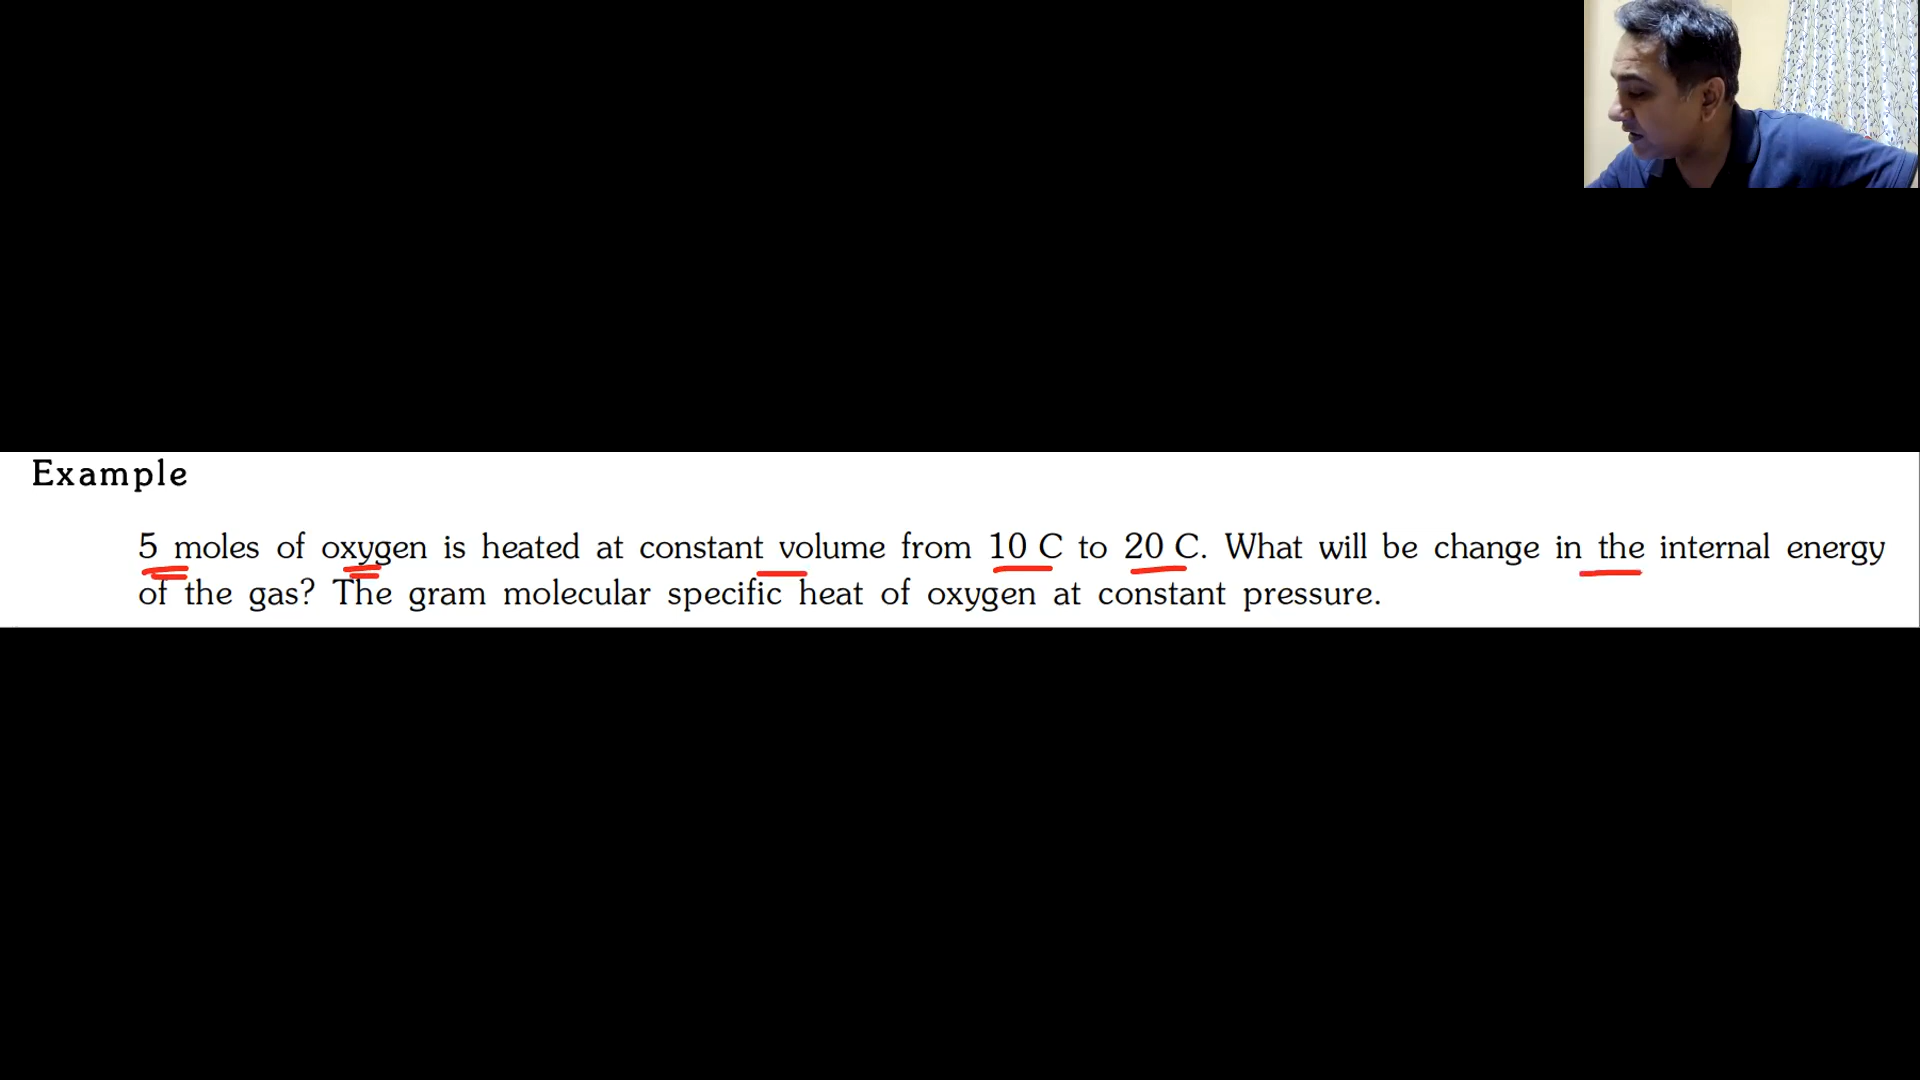 Example
5 moles of oxygen is heated at constant volume from 10 C to 20 C. What will be change in the internal energy
of the gas? The gram molecular specific heat of oxygen at constant pressure.